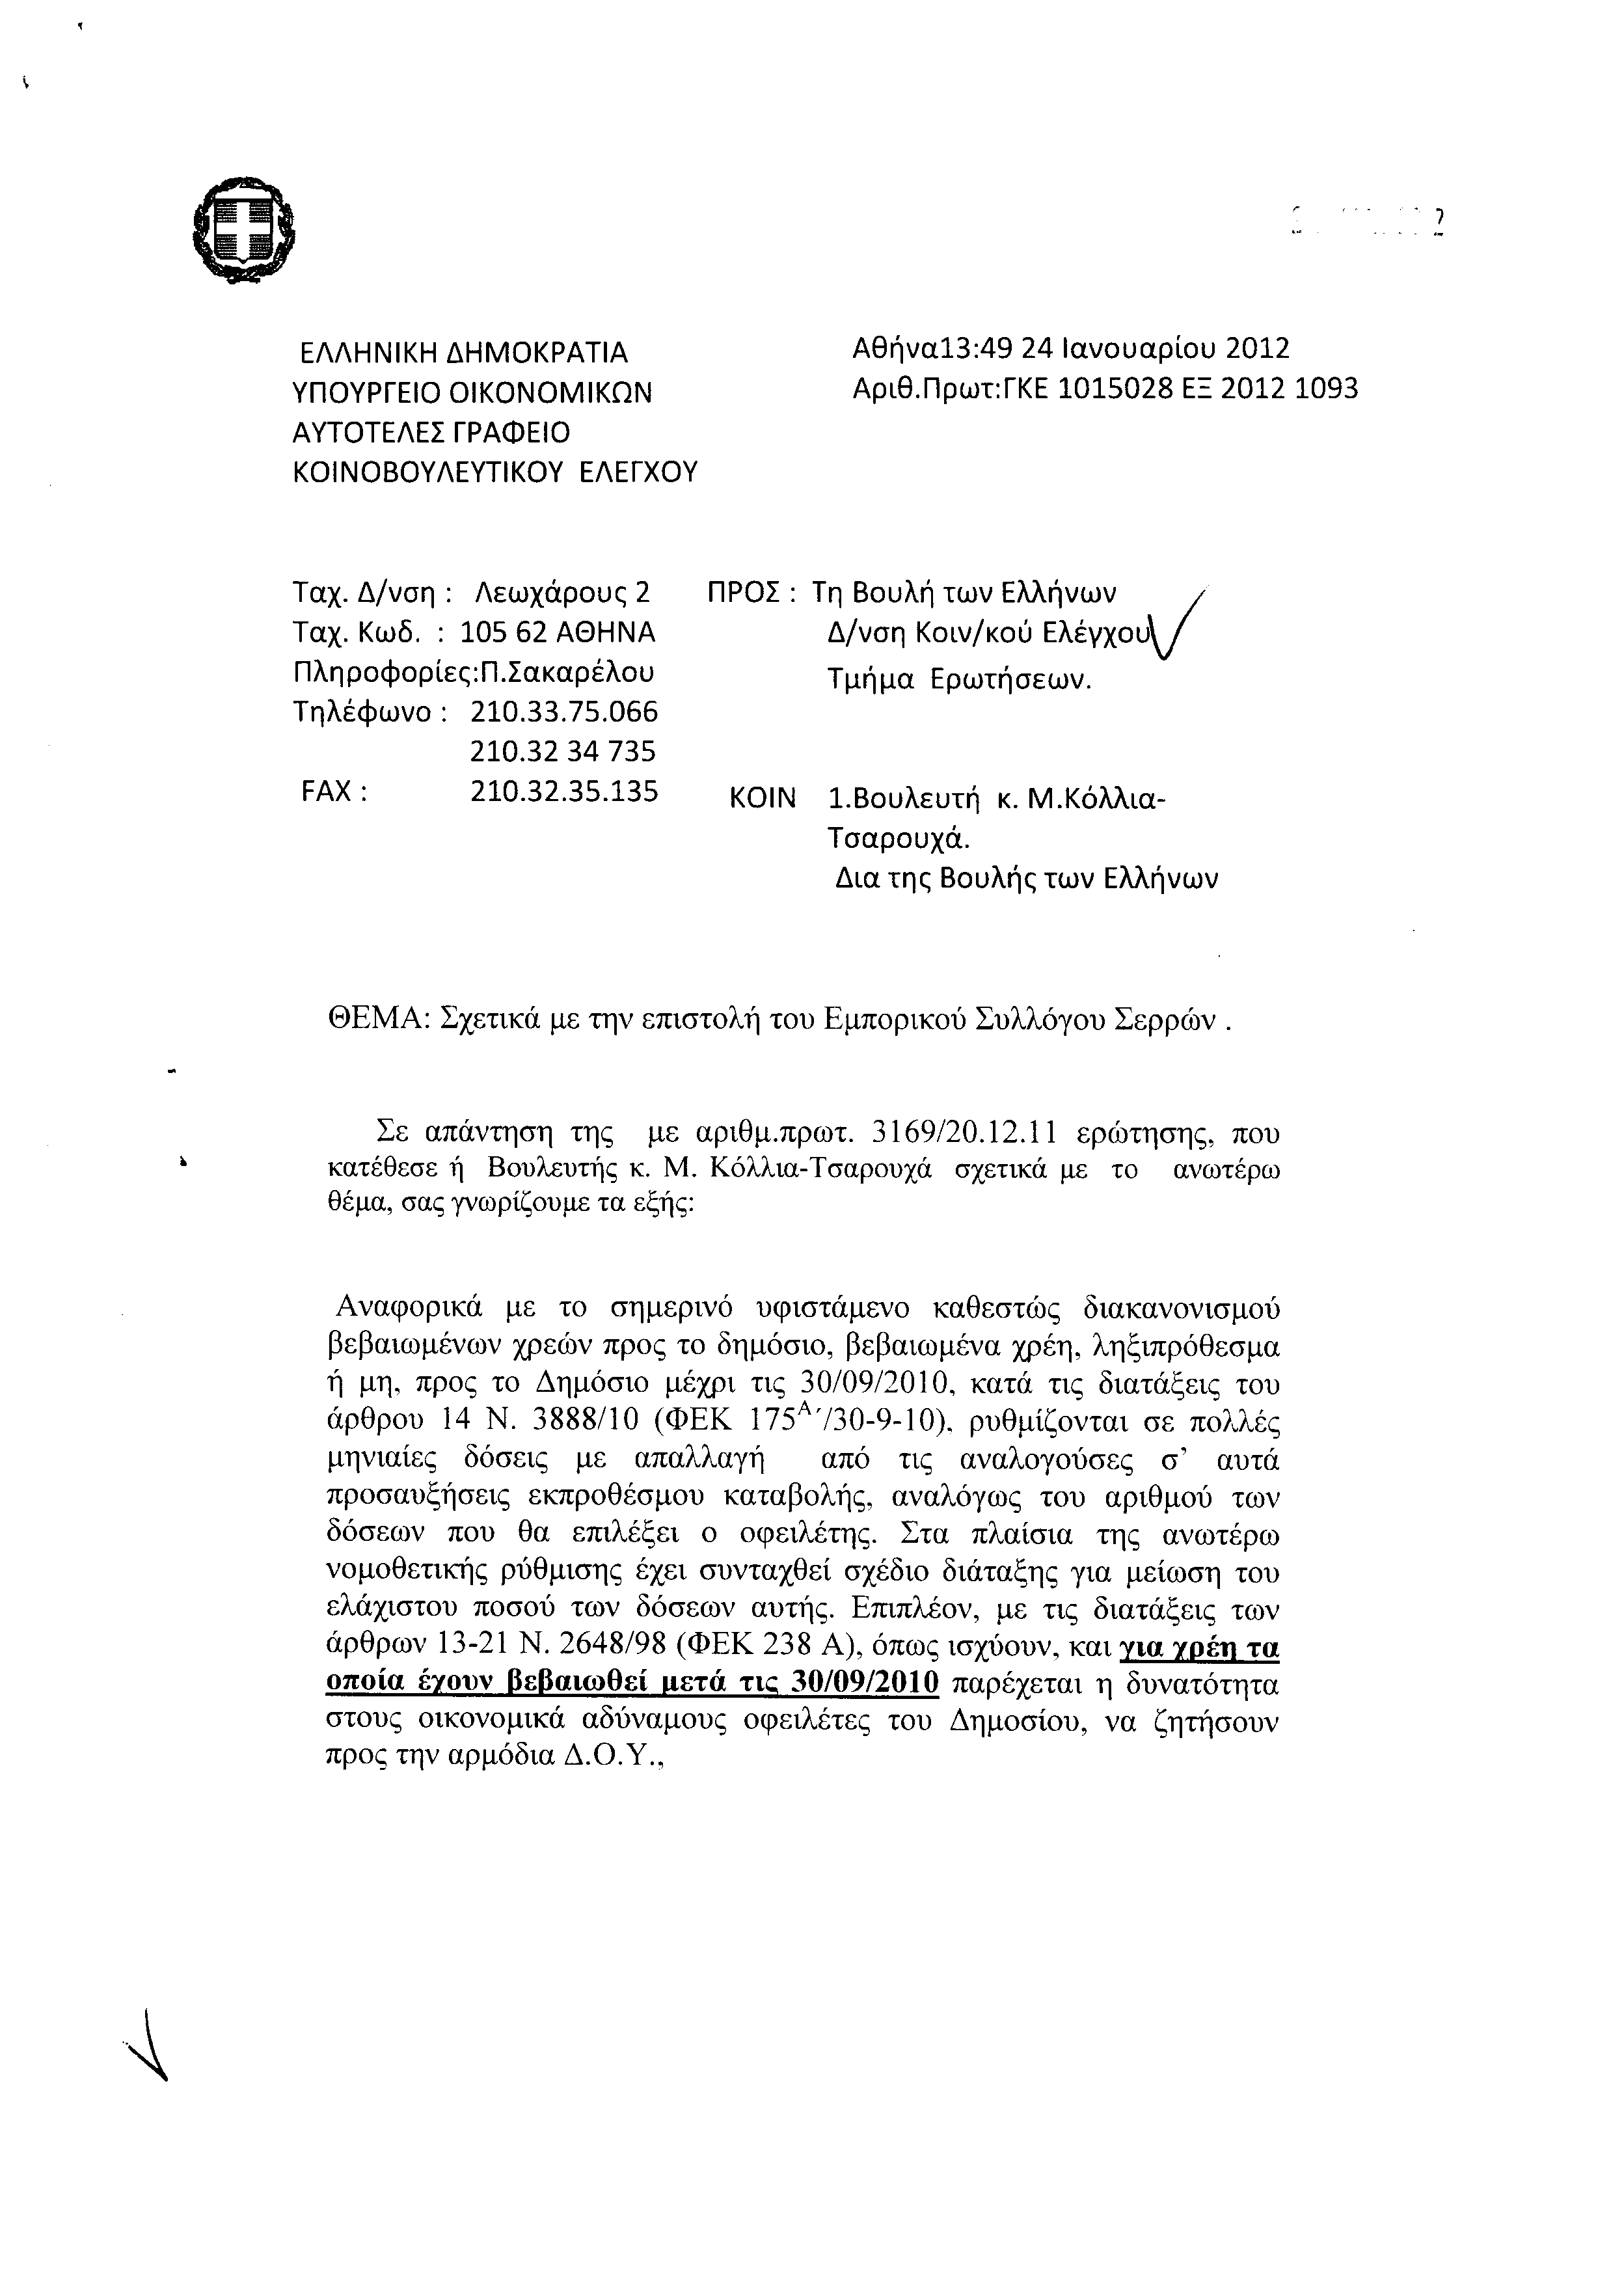 ΕΛΛΗΝΙΚΗ ΔΗΜΟΚΡΑΤΙΑ
ΥΠΟΥΡΓΕΙΟ ΟΙΚΟΝΟΜΙΚΩΝ
ΑΥΤΟΤΕΛΕΣ ΓΡΑΦΕΙΟ
ΚΟΙΝΟΒΟΥΛΕΥΤΙΚΟΥ ΕΛΕΓΧΟΥ
Αθήνα13:49 24 Ιανουαρίου 2012
Αριθ.Πρωτ:ΓΚΕ 1015028 ΕΞ 2012 1093
Ταχ. Δ/νση : Λεωχάρους 2
Ταχ. Κωδ. : 105 62 ΑΘΗΝΑ
Πληροφορίες:Π.Σακαρέλου
Τηλέφωνο : 210.33.75.066
210.32 34 735
FAX : 210.32.35.135
ΠΡΟΣ : Τη Βουλή των Ελλήνων
Δ/νση Κοιν/κού Ελέγχου
Τμήμα Ερωτήσεων.
ΚΟΙΝ 1.Βουλευτή κ. Μ.Κόλλια-
Τσαρουχά.
Δια της Βουλής των Ελλήνων
ΘΕΜΑ: Σχετικά με την επιστολή του Εμπορικού Συλλόγου Σερρών .
Σε απάντηση της με αριθμ.πρωτ. 3169/20.12.11 ερώτησης, που
κατέθεσε ή Βουλευτής κ. Μ. Κόλλια-Τσαρουχά σχετικά με το ανωτέρω
θέμα, σας γνωρίζουμε τα εξής:
Αναφορικά με το σημερινό υφιστάμενο καθεστώς διακανονισμού
βεβαιωμένων χρεών προς το δημόσιο, βεβαιωμένα χρέη, ληξιπρόθεσμα
ή μη, προς το Δημόσιο μέχρι τις 30/09/2010, κατά τις διατάξεις του
άρθρου 14 Ν. 3888/10 (ΦΕΚ 175Α΄/30-9-10), ρυθμίζονται σε πολλές
μηνιαίες δόσεις με απαλλαγή από τις αναλογούσες σ’ αυτά
προσαυξήσεις εκπροθέσμου καταβολής, αναλόγως του αριθμού των
δόσεων που θα επιλέξει ο οφειλέτης. Στα πλαίσια της ανωτέρω
νομοθετικής ρύθμισης έχει συνταχθεί σχέδιο διάταξης για μείωση του
ελάχιστου ποσού των δόσεων αυτής. Επιπλέον, με τις διατάξεις των
άρθρων 13-21 Ν. 2648/98 (ΦΕΚ 238 Α), όπως ισχύουν, και για χρέη τα
οποία έχουν βεβαιωθεί μετά τις 30/09/2010 παρέχεται η δυνατότητα
στους οικονομικά αδύναμους οφειλέτες του Δημοσίου, να ζητήσουν
προς την αρμόδια Δ.Ο.Υ.,